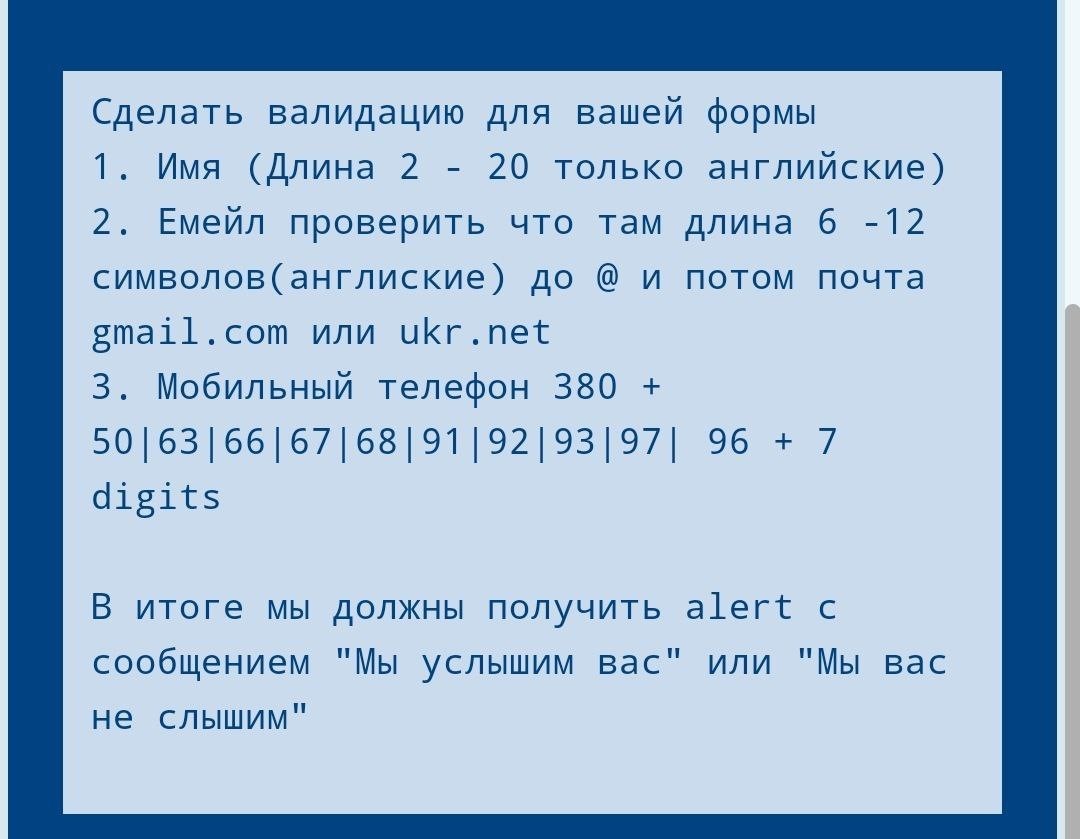 Сделать валидацию для вашей формы
1. Имя (Длина 2 - 20 только английские)
2. Емейл проверить что там длина 6 -12
символов(англиские) до @ и потом почта
gmail.com или ukr.net
3. Мобильный телефон 380 +
50|63|66|67|68|91|92|93|97| 96 + 7
digits
В итоге мы должны получить alert с
сообщением "Мы услышим вас" или "Мы вас
не слышим"